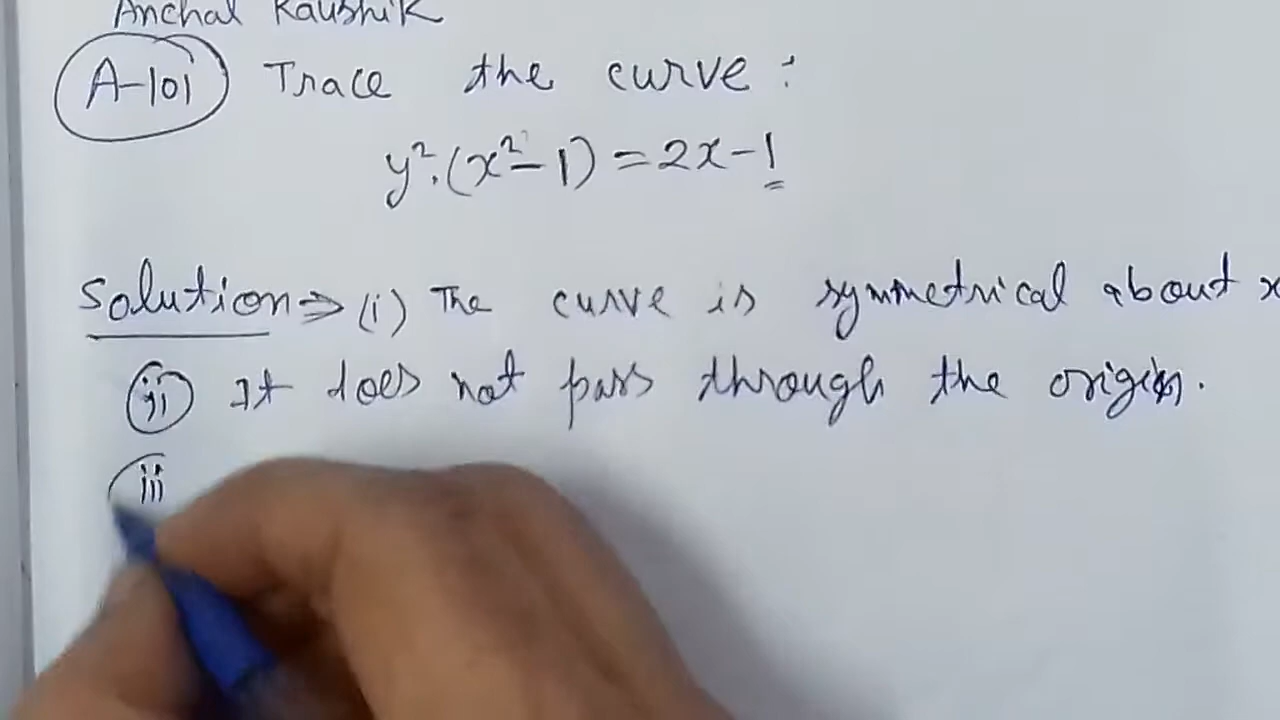 Anchal Kaushik
A-101 Trace the curve :
y².(x²-1) = 2x-1
Solution ⇒ (i) The curve is symmetrical about x
(ii) It does not pass through the origin.
(iii